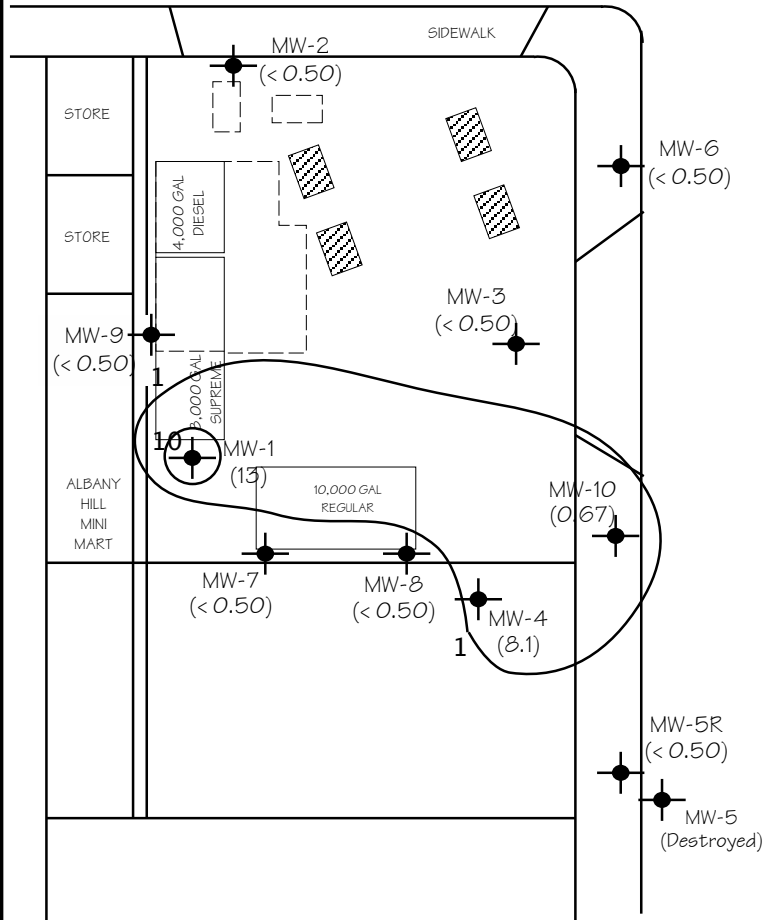 SIDEWALK
MW-2
(< 0.50)
STORE
MW-6
(< 0.50)
4,000 GAL
DIESEL
STORE
MW-3
(< 0.50)
MW-9
(< 0.50)
1
8,000 GAL
SUPREME
10
MW-1
(13)
ALBANY
HILL
MINI
MART
10,000 GAL
REGULAR
MW-10
(0.67)
MW-7
(< 0.50)
MW-8
(< 0.50)
MW-4
(8.1)
1
MW-5R
(< 0.50)
MW-5
(Destroyed)